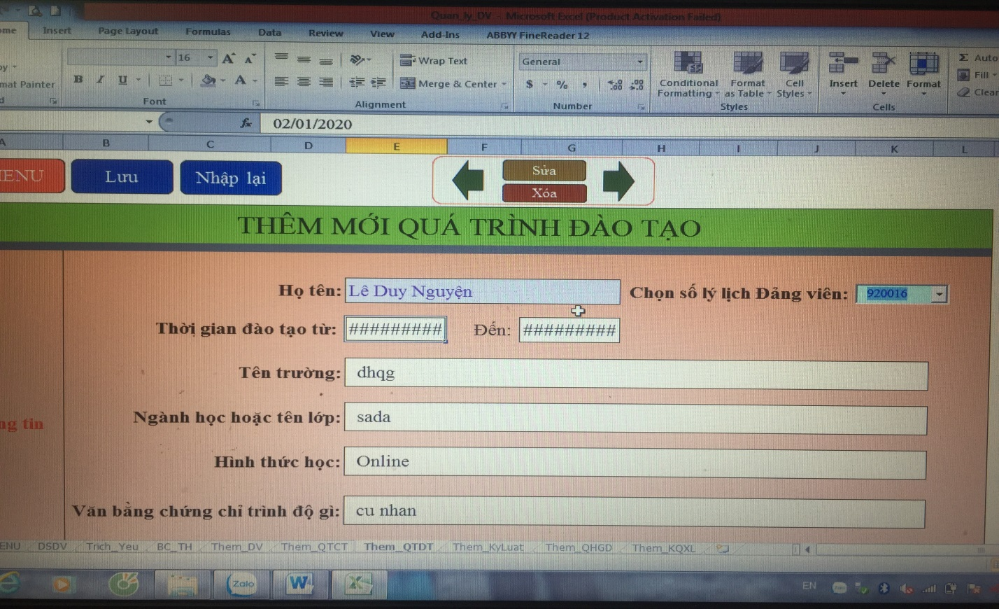 Quan_ly_DV - Microsoft Excel (Product Activation Failed)
Insert Page Layout Formulas Data Review View Add-Ins ABBYY FineReader 12
16 A A Wrap Text General Conditional Formatting Format as Table Cell Styles Insert Delete Format Σ Auto
B I U A Merge & Center $ % , Fill
mat Painter Clear
Font Alignment Number Styles Cells
fx 02/01/2020
A B C D E F G H I J K L
ENU Lưu Nhập lại Sửa
Xóa
THÊM MỚI QUÁ TRÌNH ĐÀO TẠO
Họ tên: Lê Duy Nguyện Chọn số lý lịch Đảng viên: 920016
Thời gian đào tạo từ: ######### Đến: #########
Tên trường: dhqg
Ngành học hoặc tên lớp: sada
ng tin
Hình thức học: Online
Văn bằng chứng chỉ trình độ gì: cu nhan
ENU DSDV Trich_Yeu BC_TH Them_DV Them_QTCT Them_QTDT Them_KyLuat Them_QHGD Them_KQXL
Zalo W EN